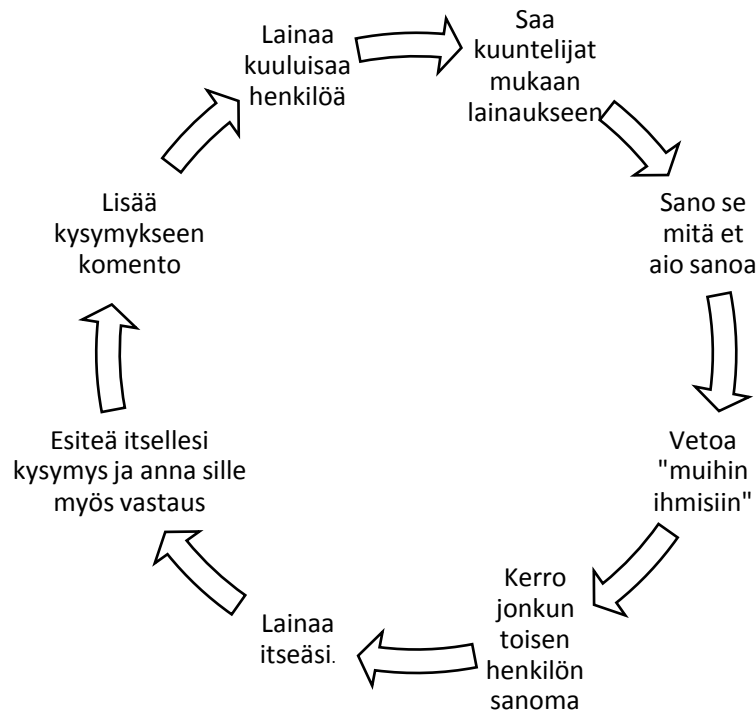 Lainaa
kuuluisaa
henkilöä
Saa
kuuntelijat
mukaan
lainaukseen
Sano se
mitä et
aio sanoa
Vetoa
"muihin
ihmisiin"
Kerro
jonkun
toisen
henkilön
sanoma
Lainaa
itseäsi.
Esiteä itsellesi
kysymys ja anna sille
myös vastaus
Lisää
kysymykseen
komento